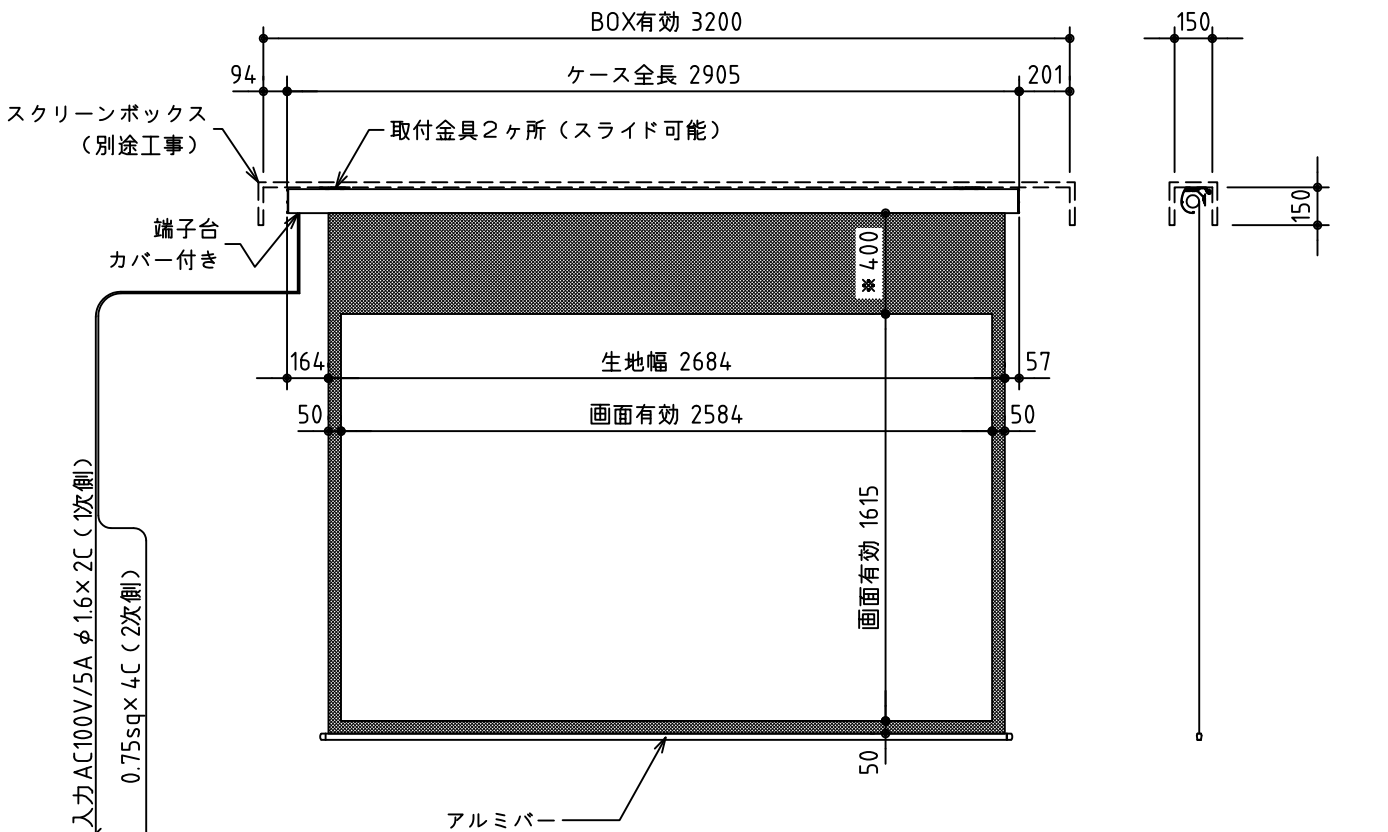 BOX有効 3200
150
94
ケース全長 2905
201
スクリーンボックス
（別途工事）
取付金具２ヶ所（スライド可能）
端子台
カバー付き
※ 400
150
164
生地幅 2684
57
50
画面有効 2584
50
画面有効 1615
50
入力AC100V/5A φ1.6×2C（1次側）
0.75sq×4C（2次側）
アルミバー